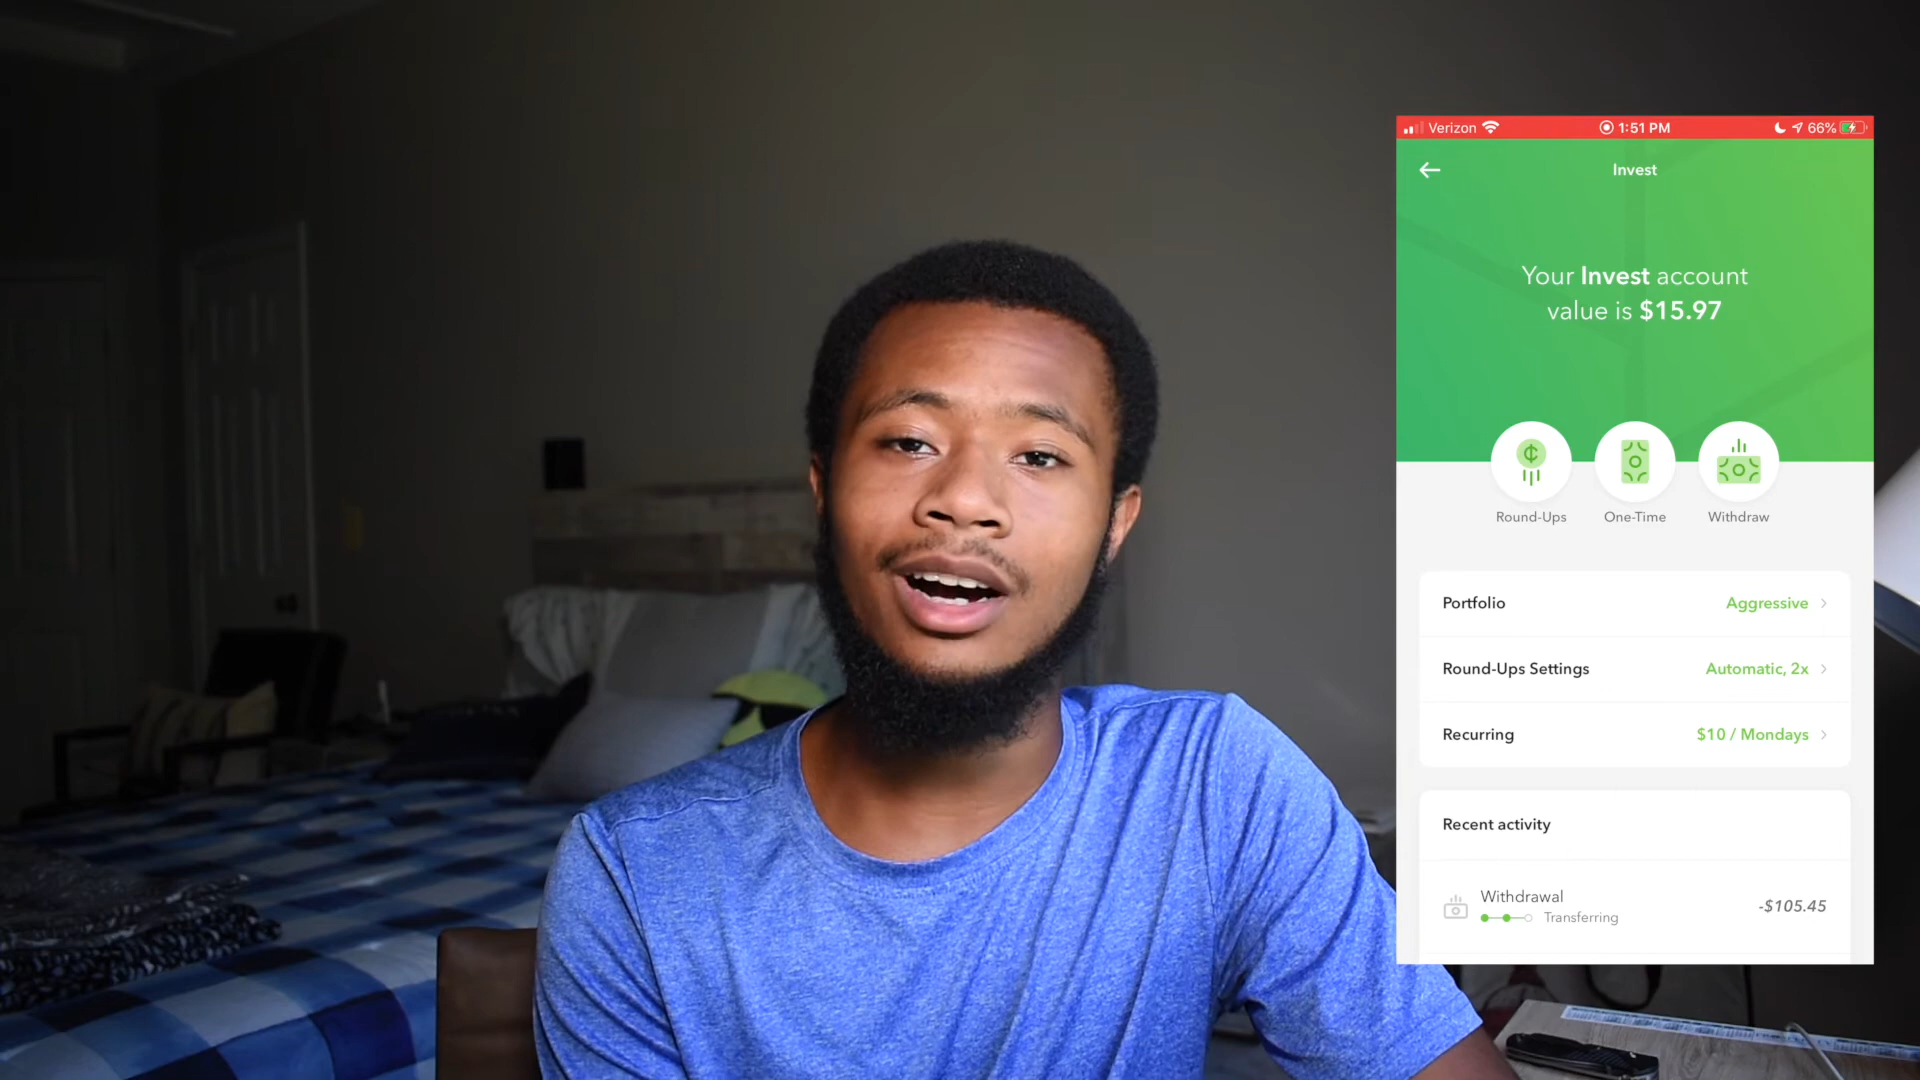 Verizon 1:51 PM 66%
Invest
Your Invest account
value is $15.97
Round-Ups One-Time Withdraw
Portfolio Aggressive
Round-Ups Settings Automatic, 2x
Recurring $10 / Mondays
Recent activity
Withdrawal
-$105.45
Transferring